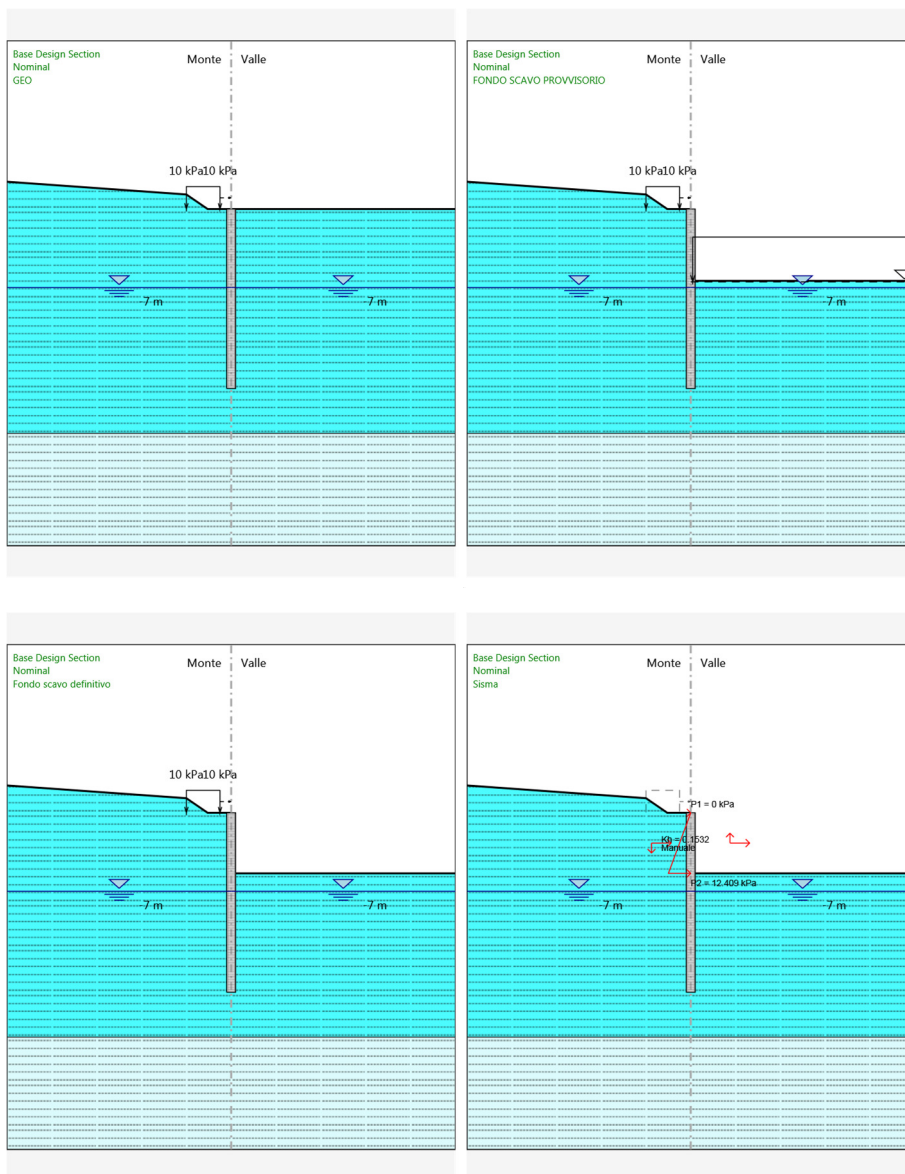 Base Design Section
Nominal
GEO
Monte Valle
10 kPa10 kPa
-7 m -7 m
Base Design Section
Nominal
FONDO SCAVO PROVVISORIO
Monte Valle
10 kPa10 kPa
-7 m -7 m
Base Design Section
Nominal
Fondo scavo definitivo
Monte Valle
10 kPa10 kPa
-7 m -7 m
Base Design Section
Nominal
Sisma
Monte Valle
P1 = 0 kPa
Kh = 0.1532
Manuale
P2 = 12.409 kPa
-7 m -7 m